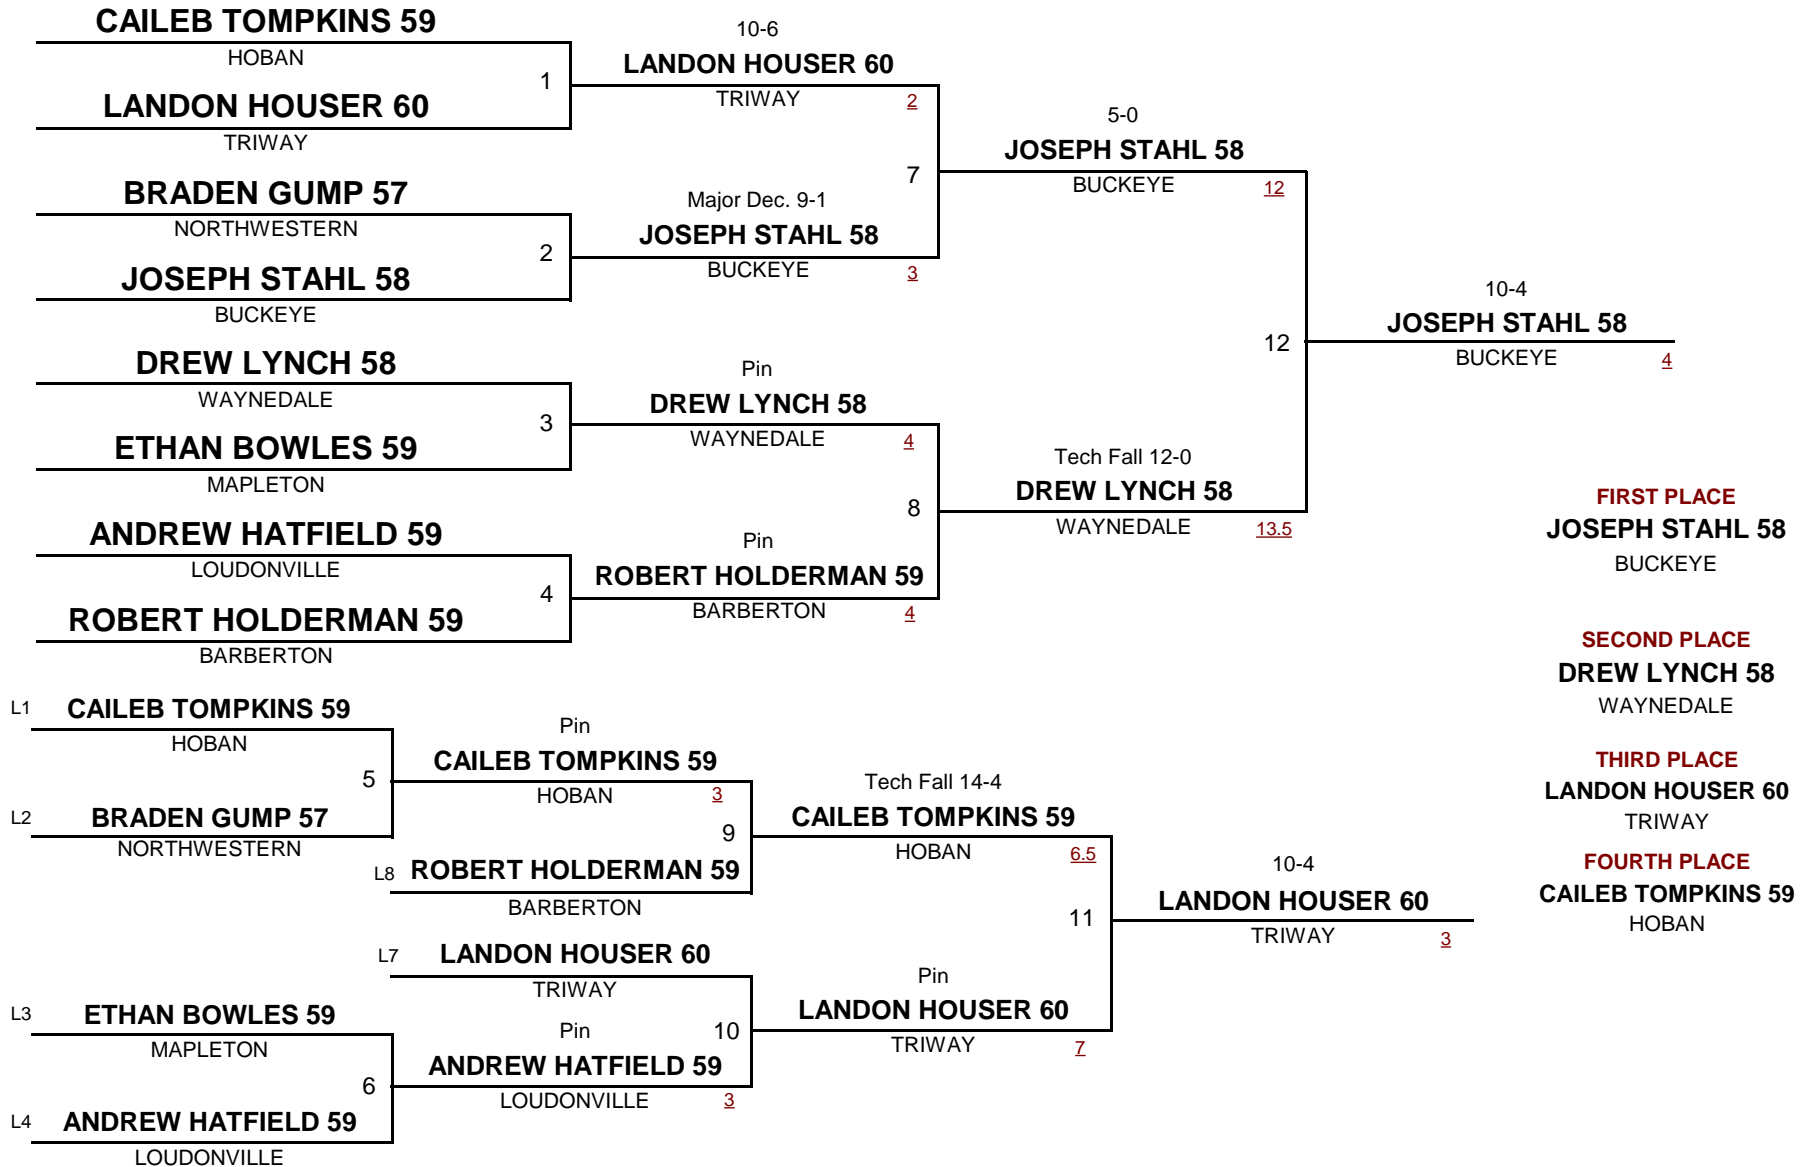 CAILEB TOMPKINS 59
HOBAN
1
LANDON HOUSER 60
TRIWAY
BRADEN GUMP 57
NORTHWESTERN
2
JOSEPH STAHL 58
BUCKEYE
DREW LYNCH 58
WAYNEDALE
3
ETHAN BOWLES 59
MAPLETON
ANDREW HATFIELD 59
LOUDONVILLE
4
ROBERT HOLDERMAN 59
BARBERTON
10-6
LANDON HOUSER 60
TRIWAY 2
7
Major Dec. 9-1
JOSEPH STAHL 58
BUCKEYE 3
Pin
DREW LYNCH 58
WAYNEDALE 4
8
Pin
ROBERT HOLDERMAN 59
BARBERTON 4
5-0
JOSEPH STAHL 58
BUCKEYE 12
12
Tech Fall 12-0
DREW LYNCH 58
WAYNEDALE 13.5
10-4
JOSEPH STAHL 58
BUCKEYE 4
FIRST PLACE
JOSEPH STAHL 58
BUCKEYE
SECOND PLACE
DREW LYNCH 58
WAYNEDALE
THIRD PLACE
LANDON HOUSER 60
TRIWAY
FOURTH PLACE
CAILEB TOMPKINS 59
HOBAN
L1 CAILEB TOMPKINS 59
HOBAN
5
L2 BRADEN GUMP 57
NORTHWESTERN
L3 ETHAN BOWLES 59
MAPLETON
6
L4 ANDREW HATFIELD 59
LOUDONVILLE
Pin
CAILEB TOMPKINS 59
HOBAN 3
9
L8 ROBERT HOLDERMAN 59
BARBERTON
L7 LANDON HOUSER 60
TRIWAY
Pin 10
ANDREW HATFIELD 59
LOUDONVILLE 3
Tech Fall 14-4
CAILEB TOMPKINS 59
HOBAN 6.5
11
Pin
LANDON HOUSER 60
TRIWAY 7
10-4
LANDON HOUSER 60
TRIWAY 3